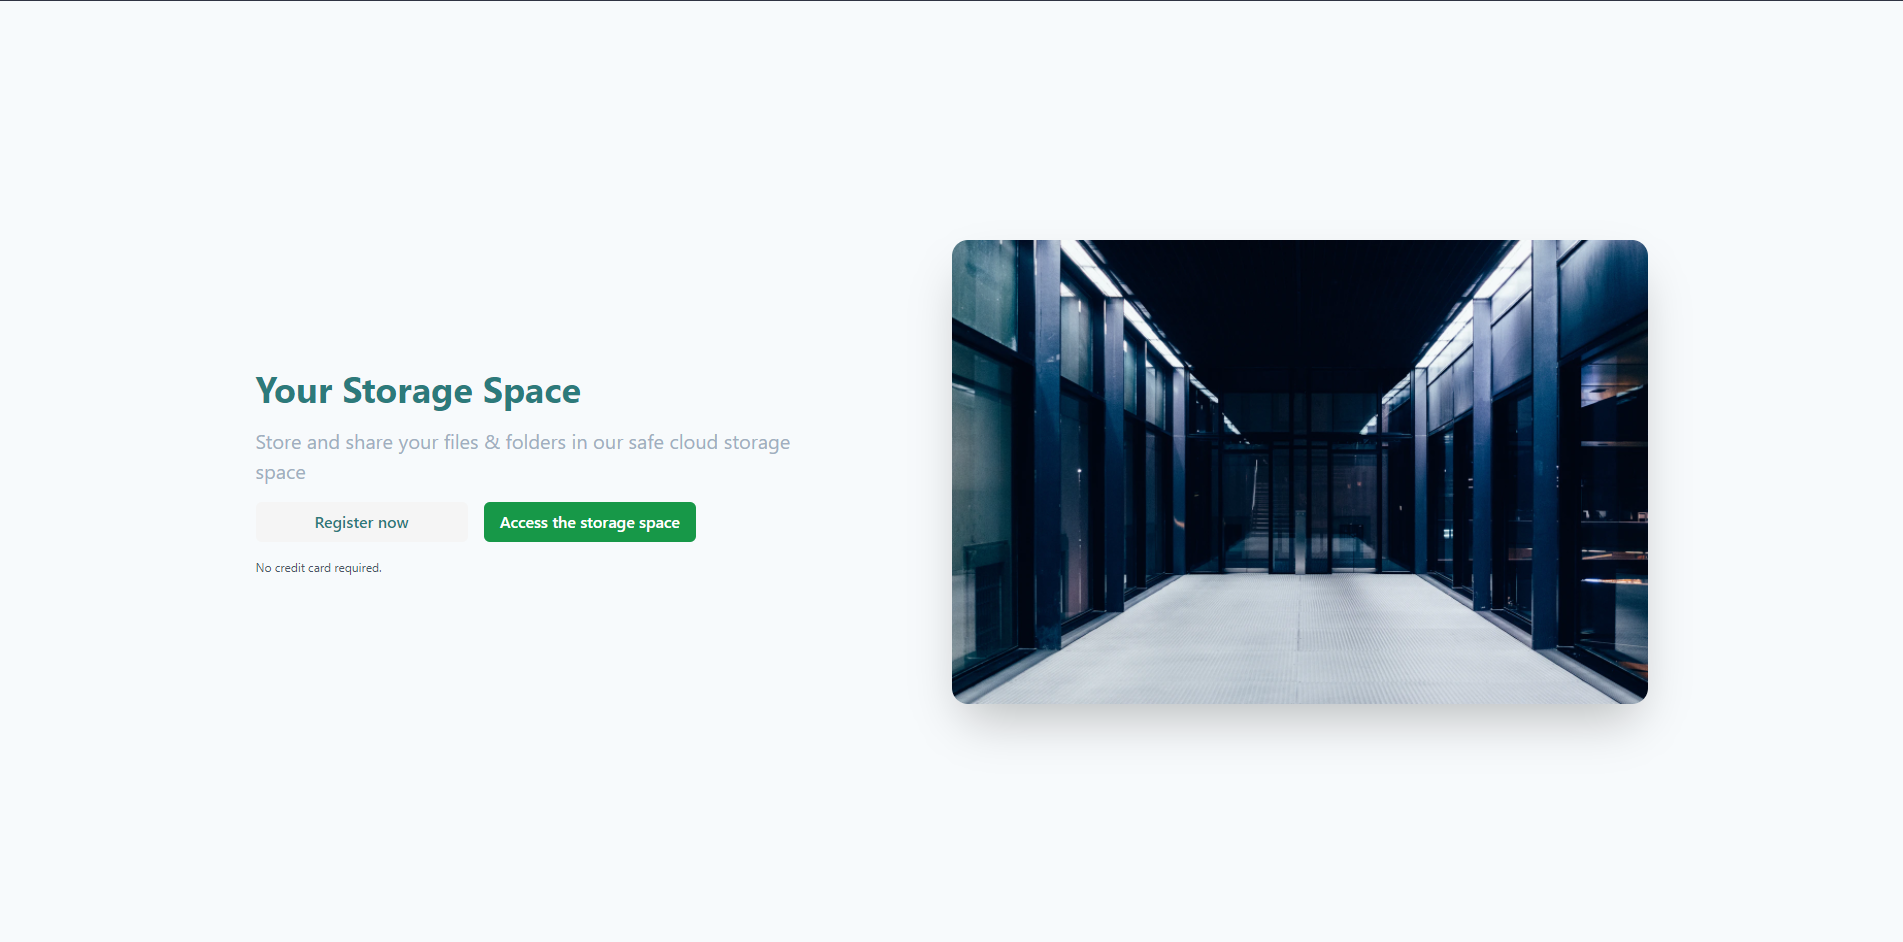 Your Storage Space
Store and share your files & folders in our safe cloud storage
space
Register now
Access the storage space
No credit card required.